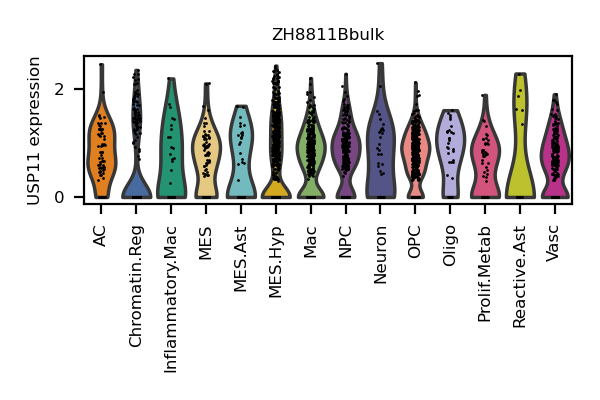 ZH8811Bbulk
USP11 expression
2
0
AC
Chromatin.Reg
Inflammatory.Mac
MES
MES.Ast
MES.Hyp
Mac
NPC
Neuron
OPC
Oligo
Prolif.Metab
Reactive.Ast
Vasc